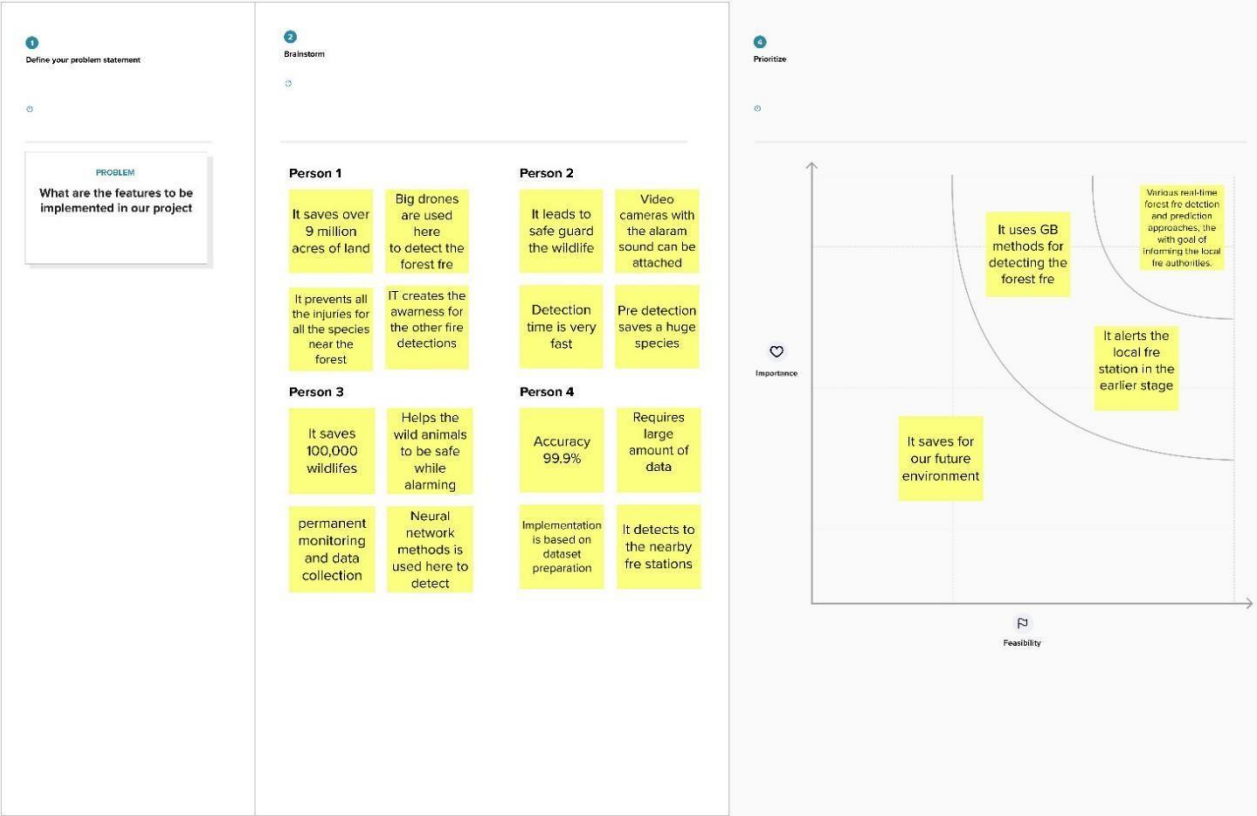 1
Define your problem statement
PROBLEM
What are the features to be
implemented in our project
2
Brainstorm
Person 1
It saves over
9 million
acres of land
Big drones
are used
here
to detect the
forest fre
It prevents all
the injuries for
all the species
near the
forest
IT creates the
awarness for
the other fire
detections
Person 2
It leads to
safe guard
the wildlife
Video
cameras with
the alaram
sound can be
attached
Detection
time is very
fast
Pre detection
saves a huge
species
Person 3
It saves
100,000
wildlifes
Helps the
wild animals
to be safe
while
alarming
permanent
monitoring
and data
collection
Neural
network
methods is
used here to
detect
Person 4
Accuracy
99.9%
Requires
large
amount of
data
Implementation
is based on
dataset
preparation
It detects to
the nearby
fre stations
4
Prioritize
Importance
It uses GB
methods for
detecting the
forest fre
Various real-time
forest fre detction
and prediction
approaches, the
with goal of
informing the local
fre authorities.
It alerts the
local fre
station in the
earlier stage
It saves for
our future
environment
Feasibility